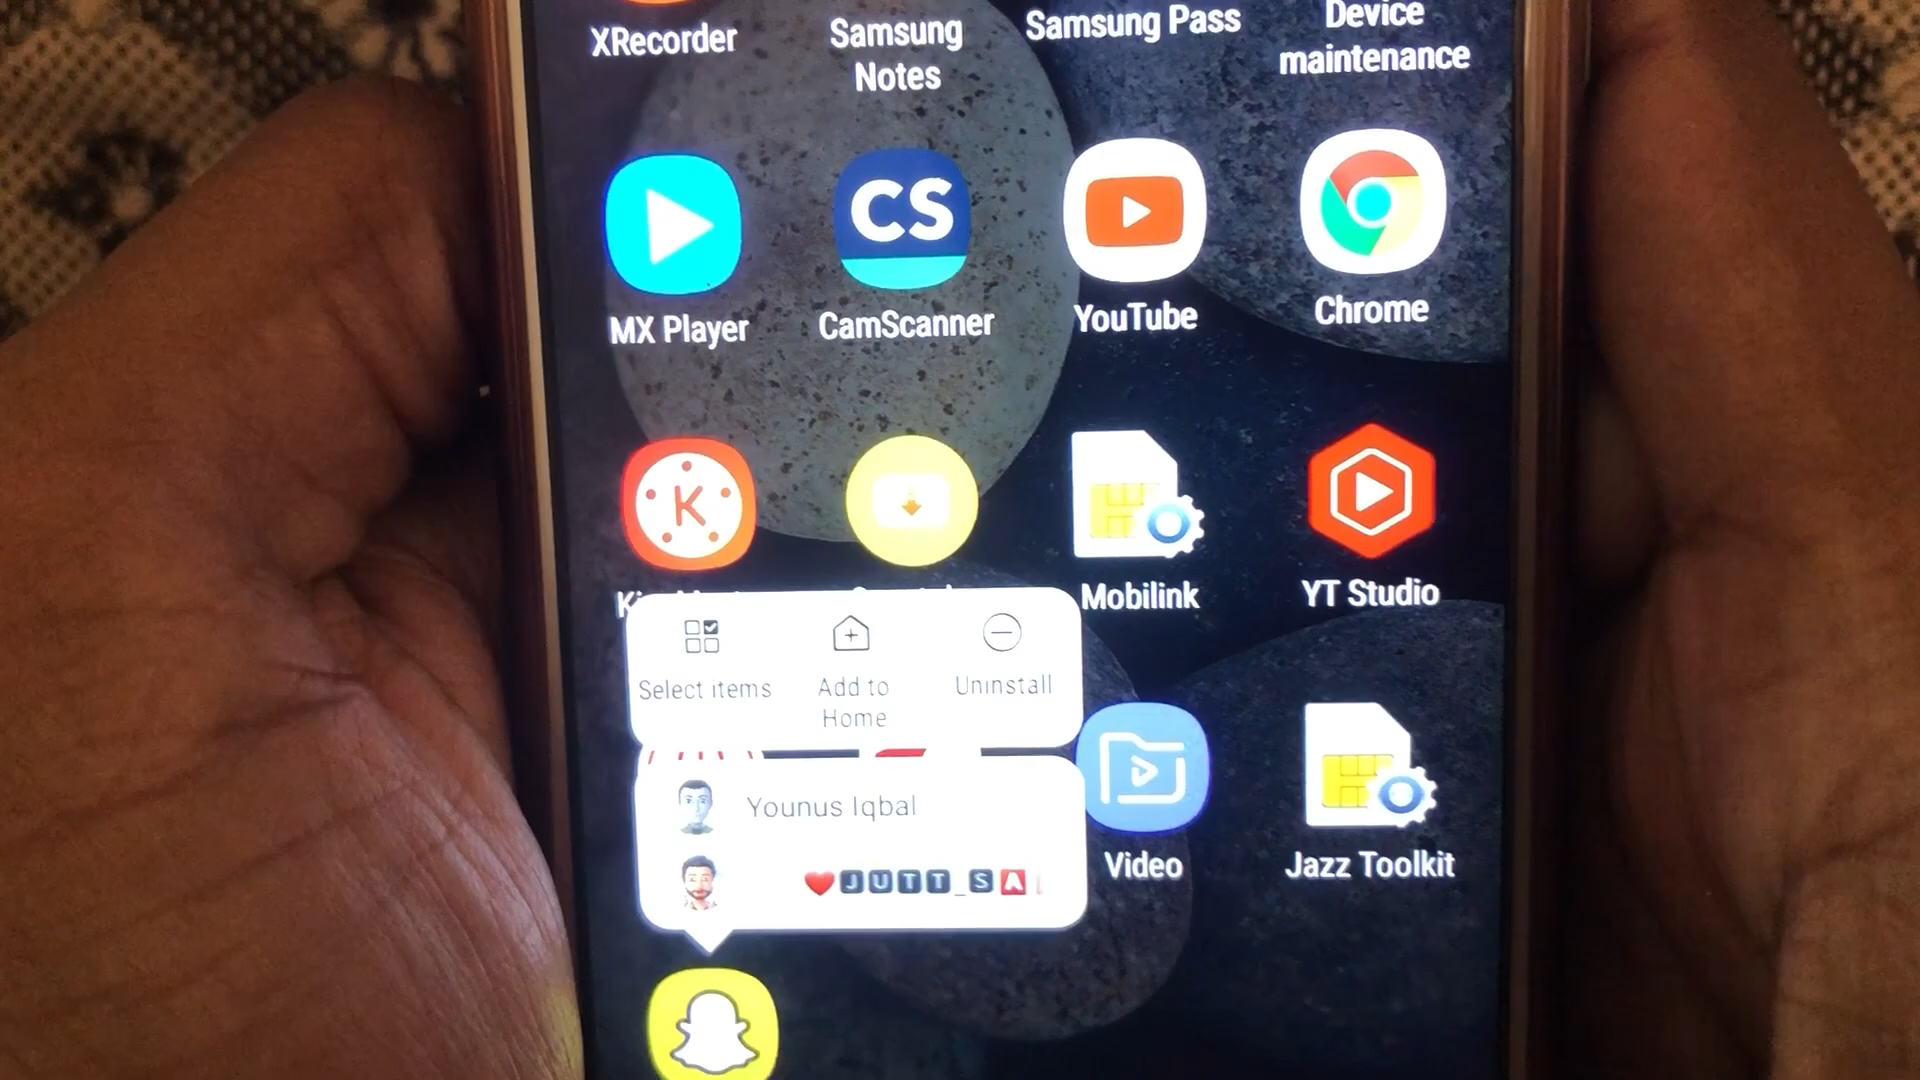 XRecorder
Samsung
Notes
Samsung Pass
Device
maintenance
CS
MX Player
CamScanner
YouTube
Chrome
K
Mobilink
YT Studio
Select items
Add to
Home
Uninstall
Younus Iqbal
❤️JUTT_SA
Video
Jazz Toolkit